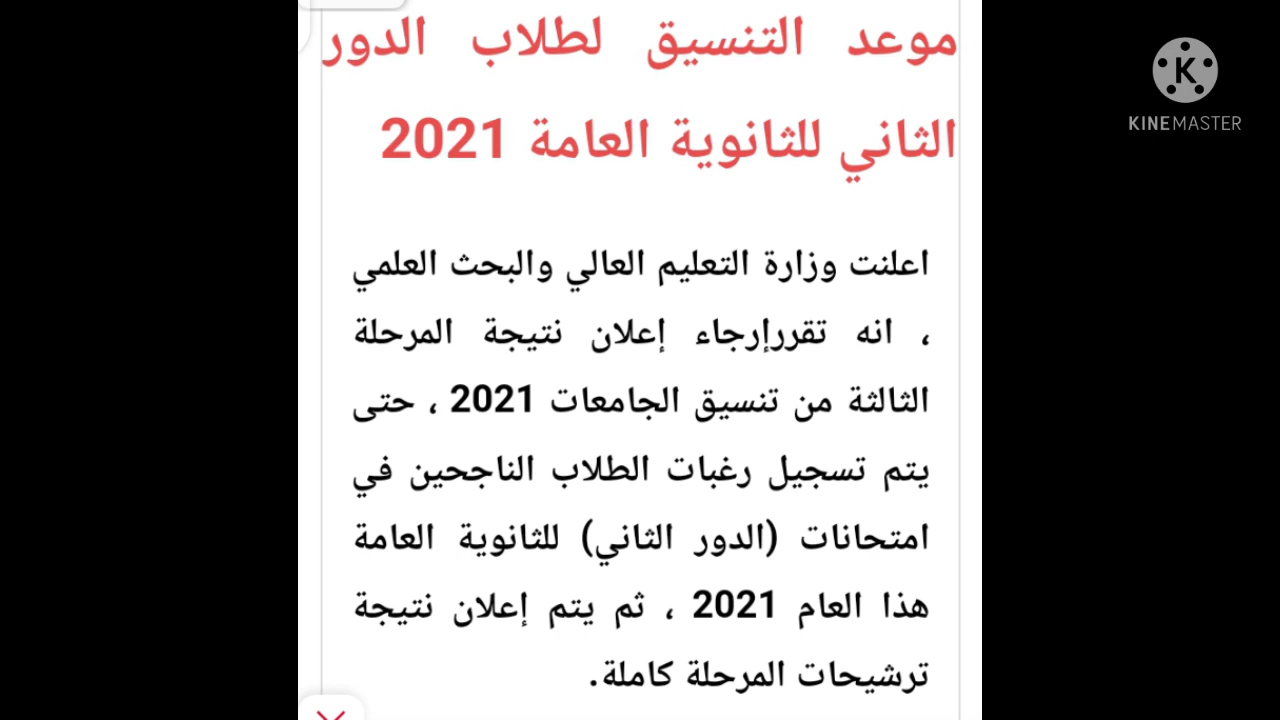 موعد التنسيق لطلاب الدور
الثاني للثانوية العامة 2021
اعلنت وزارة التعليم العالي والبحث العلمي
، انه تقررإرجاء إعلان نتيجة المرحلة
الثالثة من تنسيق الجامعات 2021 ، حتى
يتم تسجيل رغبات الطلاب الناجحين في
امتحانات (الدور الثاني) للثانوية العامة
هذا العام 2021 ، ثم يتم إعلان نتيجة
ترشيحات المرحلة كاملة.
K
KINEMASTER